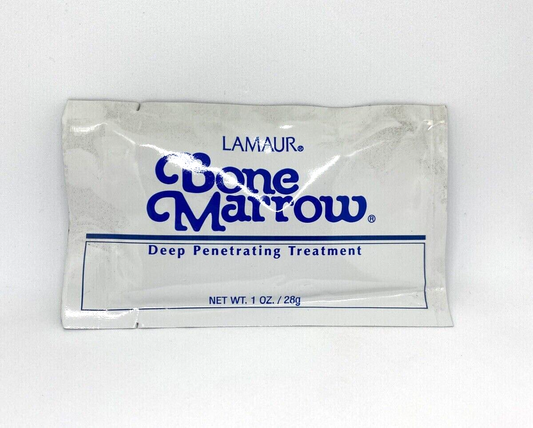 LAMAUR®
Bone
Marrow®
Deep Penetrating Treatment
NET WT. 1 OZ. / 28g